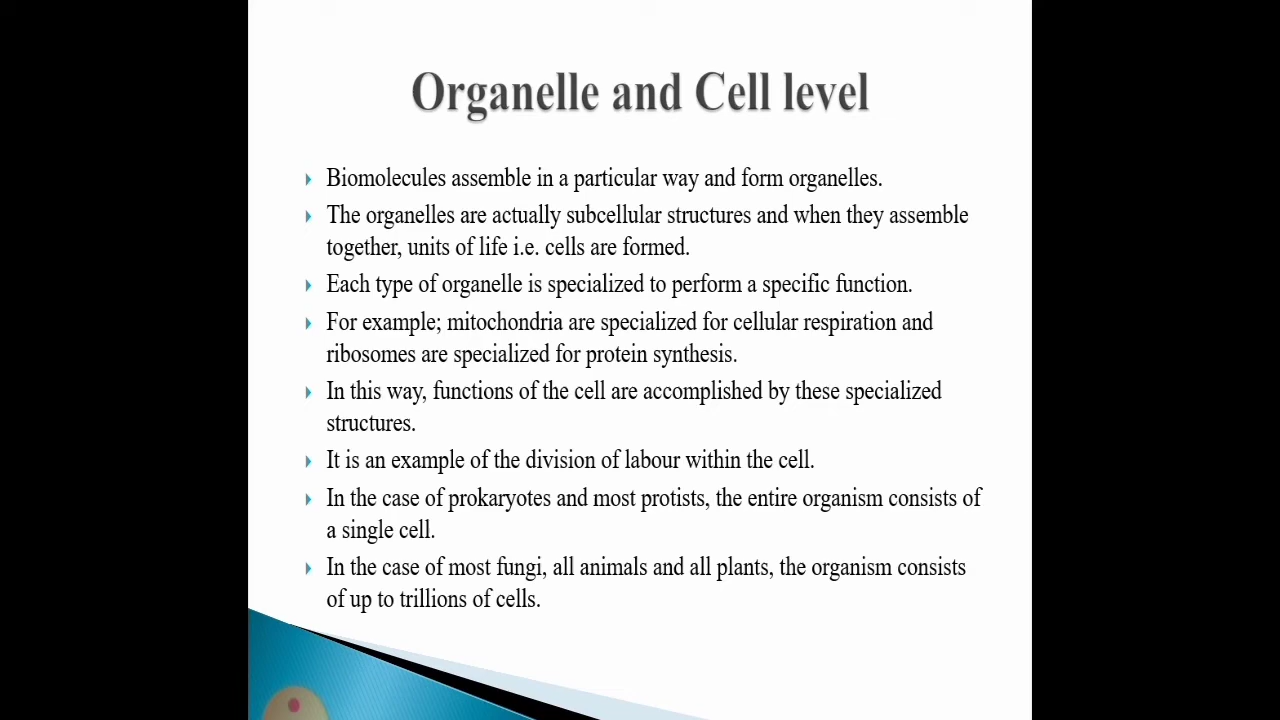 Organelle and Cell level
Biomolecules assemble in a particular way and form organelles.
The organelles are actually subcellular structures and when they assemble
together, units of life i.e. cells are formed.
Each type of organelle is specialized to perform a specific function.
For example; mitochondria are specialized for cellular respiration and
ribosomes are specialized for protein synthesis.
In this way, functions of the cell are accomplished by these specialized
structures.
It is an example of the division of labour within the cell.
In the case of prokaryotes and most protists, the entire organism consists of
a single cell.
In the case of most fungi, all animals and all plants, the organism consists
of up to trillions of cells.